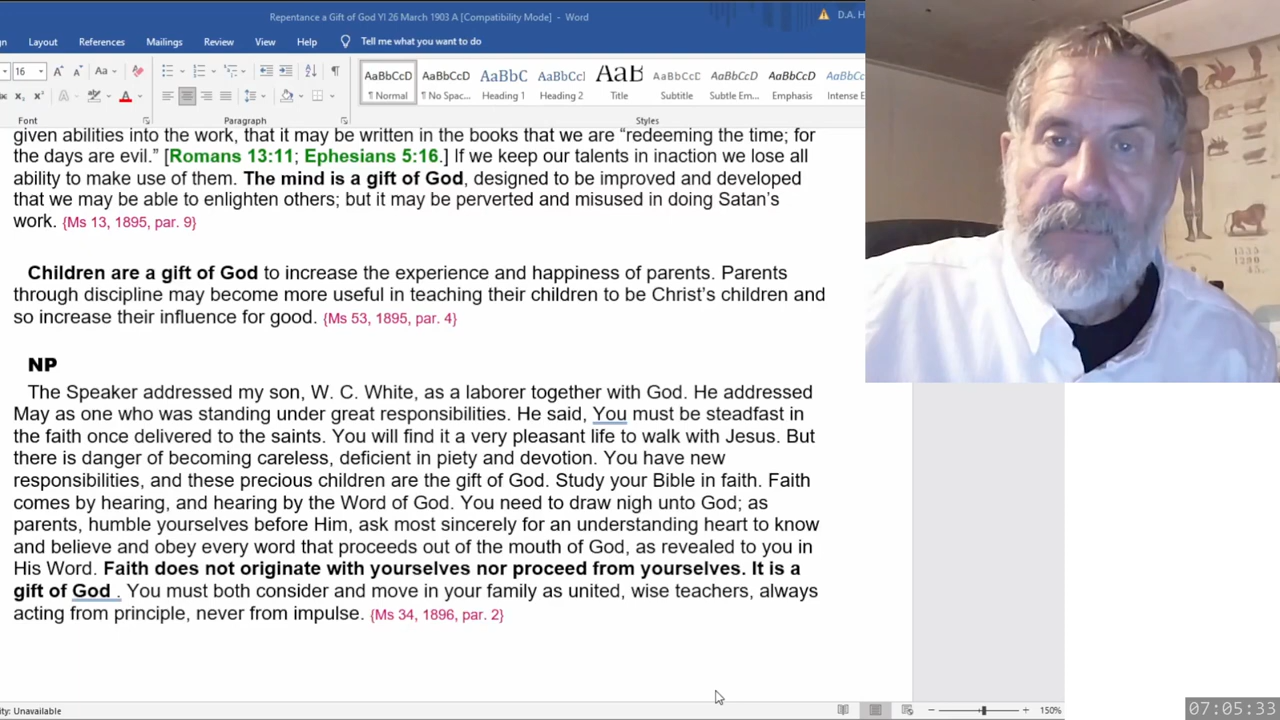 Repentance a Gift of God YI 26 March 1903 A [Compatibility Mode] - Word
D.A. H
Layout References Mailings Review View Help Tell me what you want to do
16 Aa
AaBbCcD AaBbCcD AaBbC AaBbCcI AaB AaBbCcD AaBbCcD AaBbCcD AaBbCc
¶ Normal ¶ No Spac... Heading 1 Heading 2 Title Subtitle Subtle Em... Emphasis Intense E
Font Paragraph Styles
given abilities into the work, that it may be written in the books that we are “redeeming the time; for
the days are evil.” [Romans 13:11; Ephesians 5:16.] If we keep our talents in inaction we lose all
ability to make use of them. The mind is a gift of God, designed to be improved and developed
that we may be able to enlighten others; but it may be perverted and misused in doing Satan’s
work. {Ms 13, 1895, par. 9}
Children are a gift of God to increase the experience and happiness of parents. Parents
through discipline may become more useful in teaching their children to be Christ’s children and
so increase their influence for good. {Ms 53, 1895, par. 4}
NP
The Speaker addressed my son, W. C. White, as a laborer together with God. He addressed
May as one who was standing under great responsibilities. He said, You must be steadfast in
the faith once delivered to the saints. You will find it a very pleasant life to walk with Jesus. But
there is danger of becoming careless, deficient in piety and devotion. You have new
responsibilities, and these precious children are the gift of God. Study your Bible in faith. Faith
comes by hearing, and hearing by the Word of God. You need to draw nigh unto God; as
parents, humble yourselves before Him, ask most sincerely for an understanding heart to know
and believe and obey every word that proceeds out of the mouth of God, as revealed to you in
His Word. Faith does not originate with yourselves nor proceed from yourselves. It is a
gift of God . You must both consider and move in your family as united, wise teachers, always
acting from principle, never from impulse. {Ms 34, 1896, par. 2}
ity: Unavailable
150%
07:05:33